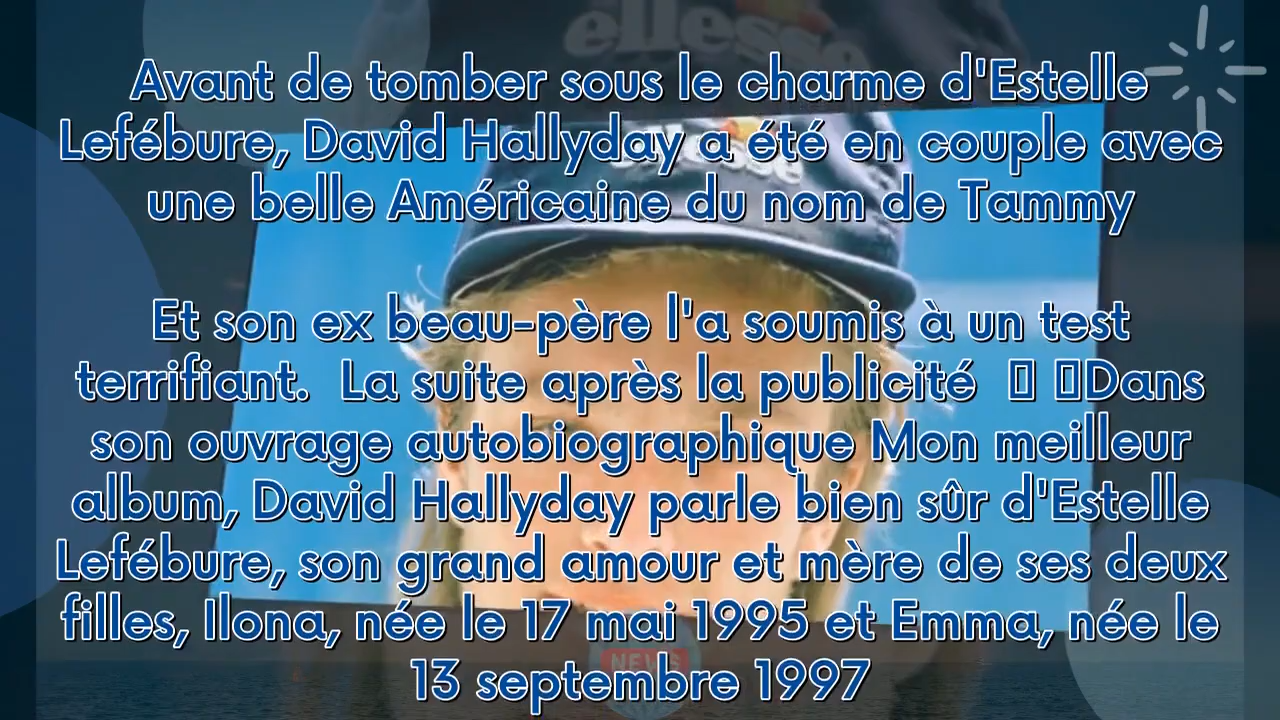 ellesse
Avant de tomber sous le charme d'Estelle
Lefébure, David Hallyday a été en couple avec
une belle Américaine du nom de Tammy
Et son ex beau-père l'a soumis à un test
terrifiant.  La suite après la publicité  ▯ ▯Dans
son ouvrage autobiographique Mon meilleur
album, David Hallyday parle bien sûr d'Estelle
Lefébure, son grand amour et mère de ses deux
filles, Ilona, née le 17 mai 1995 et Emma, née le
13 septembre 1997
NEWS